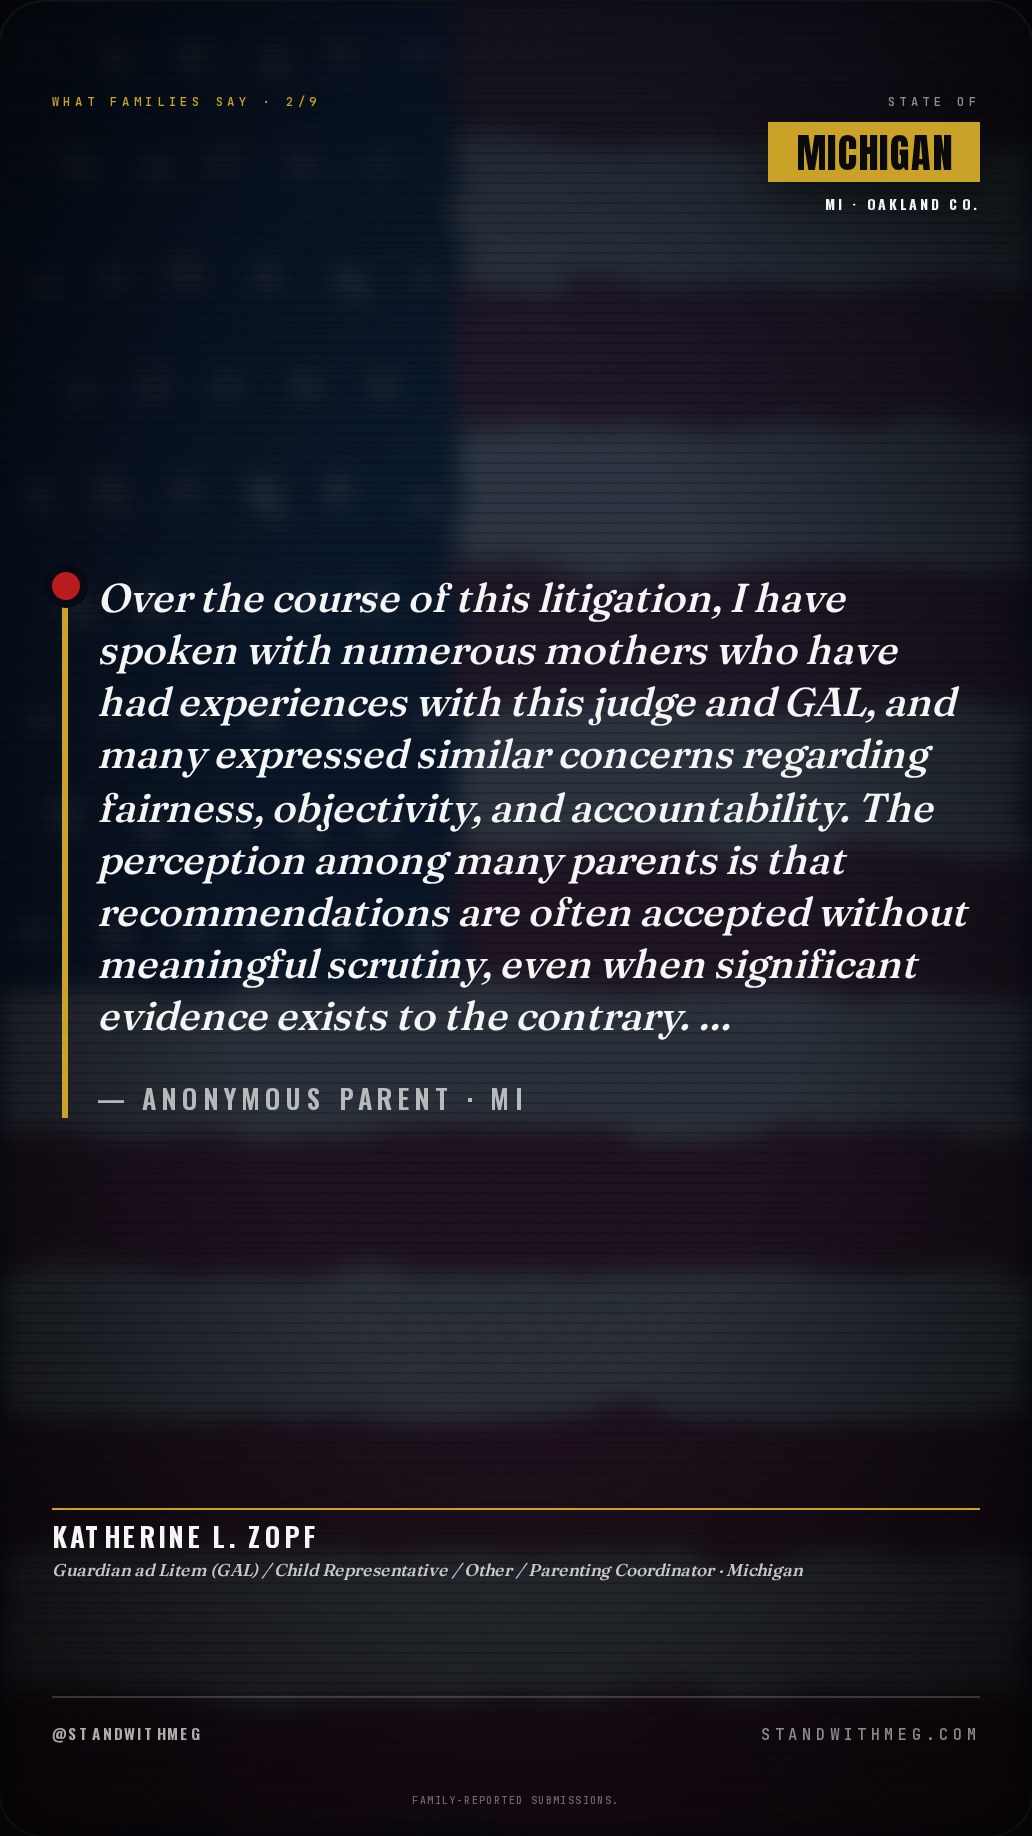 WHAT FAMILIES SAY · 2/9
STATE OF
MICHIGAN
MI · OAKLAND CO.
Over the course of this litigation, I have
spoken with numerous mothers who have
had experiences with this judge and GAL, and
many expressed similar concerns regarding
fairness, objectivity, and accountability. The
perception among many parents is that
recommendations are often accepted without
meaningful scrutiny, even when significant
evidence exists to the contrary. ...
— ANONYMOUS PARENT · MI
KATHERINE L. ZOPF
Guardian ad Litem (GAL) / Child Representative / Other / Parenting Coordinator · Michigan
@STANDWITHMEG
STANDWITHMEG.COM
FAMILY-REPORTED SUBMISSIONS.